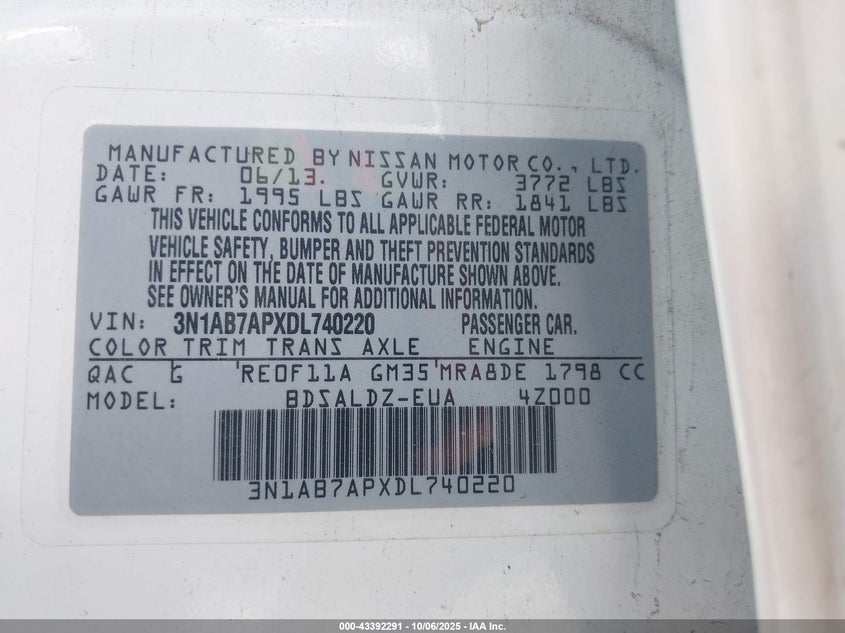 MANUFACTURED BY NISSAN MOTOR CO., LTD.
DATE: 06/13. GVWR: 3772 LBS
GAWR FR: 1995 LBS GAWR RR: 1841 LBS
THIS VEHICLE CONFORMS TO ALL APPLICABLE FEDERAL MOTOR
VEHICLE SAFETY, BUMPER AND THEFT PREVENTION STANDARDS
IN EFFECT ON THE DATE OF MANUFACTURE SHOWN ABOVE.
SEE OWNER'S MANUAL FOR ADDITIONAL INFORMATION.
VIN: 3N1AB7APXDL740220 PASSENGER CAR.
COLOR TRIM TRANS AXLE ENGINE
QAC G RE0F11A GM35 MRA8DE 1798 CC
MODEL: BDSALDZ-EUA 4Z000
3N1AB7APXDL740220
000-43392291 - 10/06/2025 - IAA Inc.